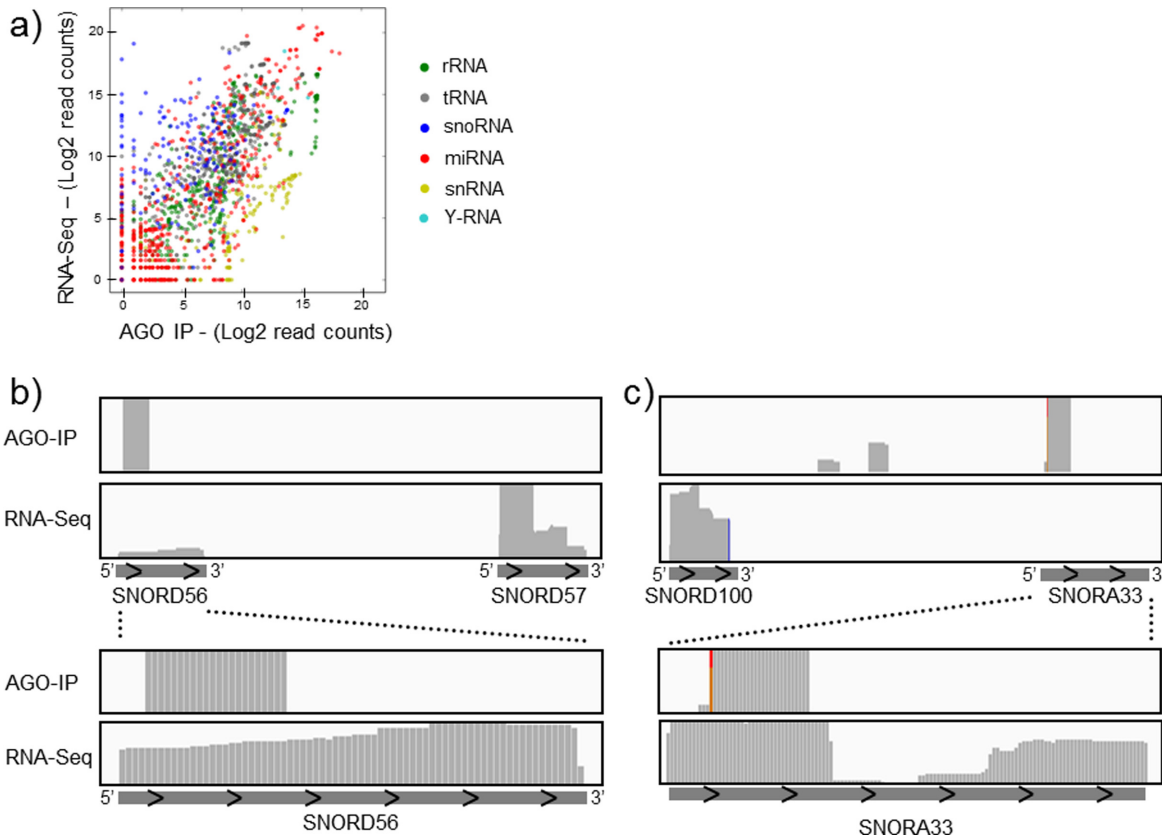 a)
RNA-Seq – (Log2 read counts)
20
15
10
5
0
0 5 10 15 20
AGO IP - (Log2 read counts)
rRNA
tRNA
snoRNA
miRNA
snRNA
Y-RNA
b)
AGO-IP
RNA-Seq
5' 3' 5' 3'
SNORD56 SNORD57
AGO-IP
RNA-Seq
5' 3'
SNORD56
c)
5' 3' 5' 3'
SNORD100 SNORA33
SNORA33